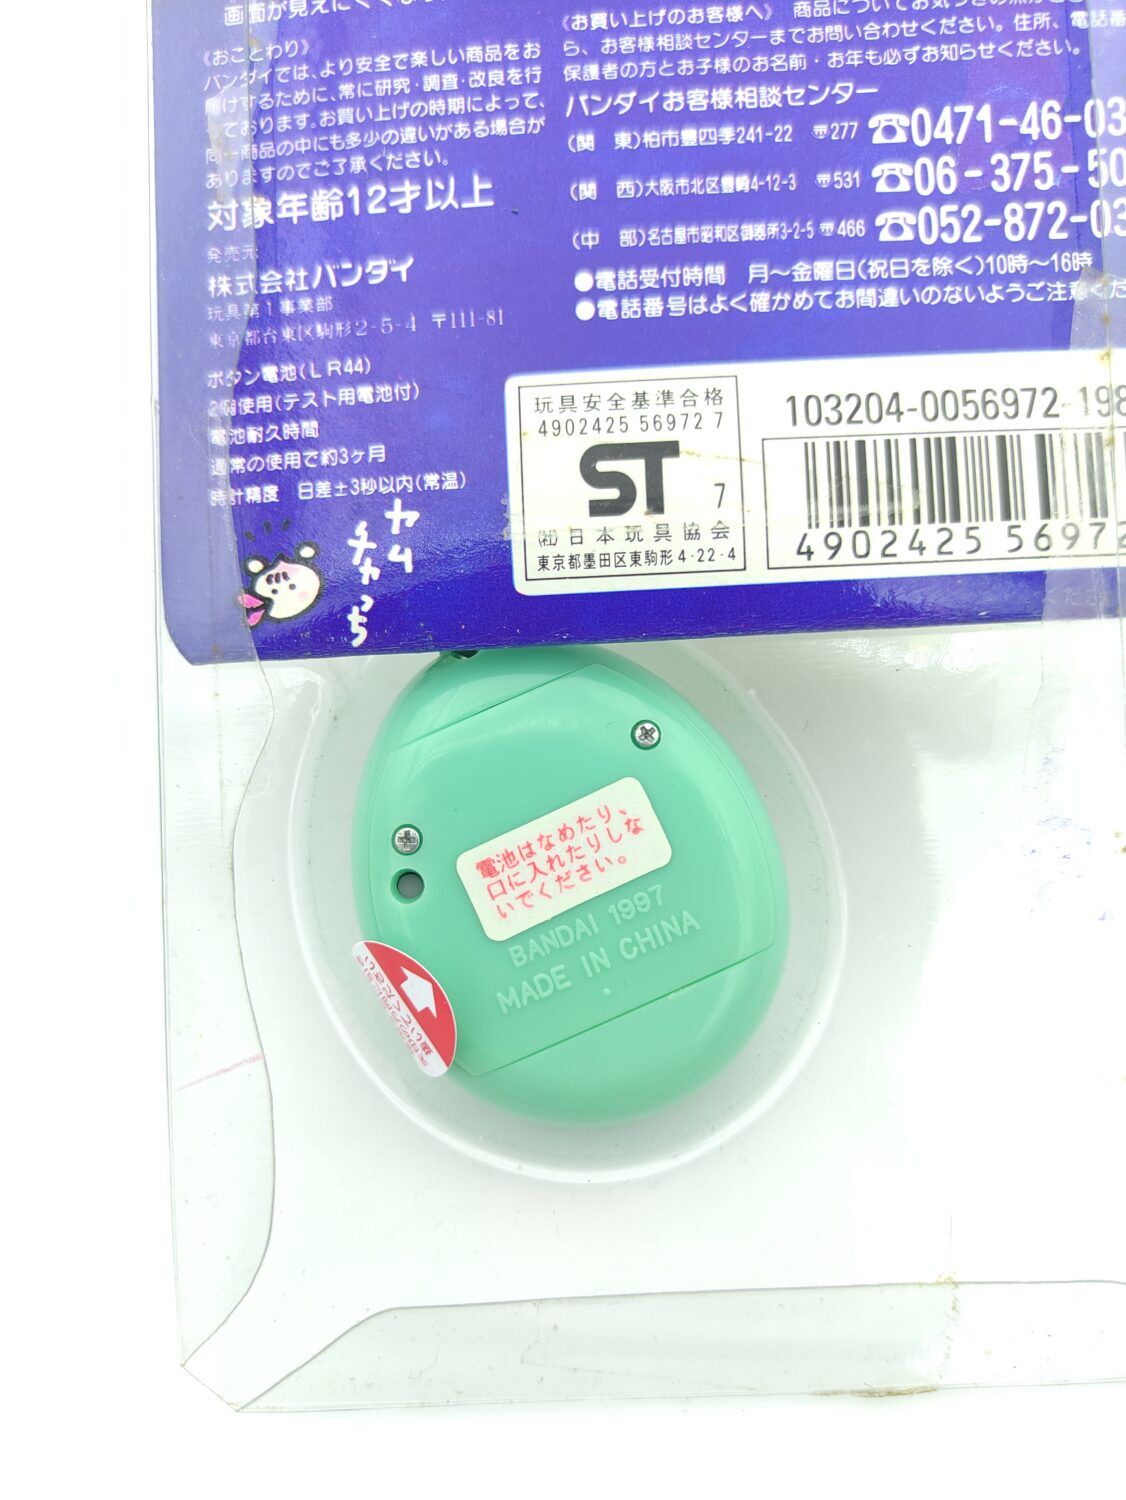 画面が見えにくくな
《おことわり》
バンダイでは、より安全で楽しい商品をお
届けするために、常に研究・調査・改良を行
っております。お買い上げの時期によって、
同一商品の中にも多少の違いがある場合が
ありますのでご了承ください。
対象年齢12才以上
発売元
株式会社バンダイ
玩具第1事業部
東京都台東区駒形2-5-4 〒111-81
ボタン電池(LR44)
2個使用(テスト用電池付)
電池耐久時間
通常の使用で約3ヶ月
時計精度 日差±3秒以内(常温)
ヤム
チャっち
《お買い上げのお客様へ》 商品についてお気づきの点がご
ら、お客様相談センターまでお問い合わせください。住所、電話番
保護者の方とお子様のお名前・お年も必ずお知らせください。
バンダイお客様相談センター
(関 東)柏市豊四季241-22 〒277 ☎0471-46-03
(関 西)大阪市北区豊崎4-12-3 〒531 ☎06-375-50
(中 部)名古屋市昭和区御器所3-2-5 〒466 ☎052-872-03
●電話受付時間 月〜金曜日(祝日を除く)10時〜16時
●電話番号はよく確かめてお間違いのないようご注意くだ
玩具安全基準合格
4902425 56972 7
ST 7
㈳日本玩具協会
東京都墨田区東駒形4-22-4
103204-0056972-198
4902425 56972
電池はなめたり、
口に入れたりしな
いでください。
BANDAI 1997
MADE IN CHINA